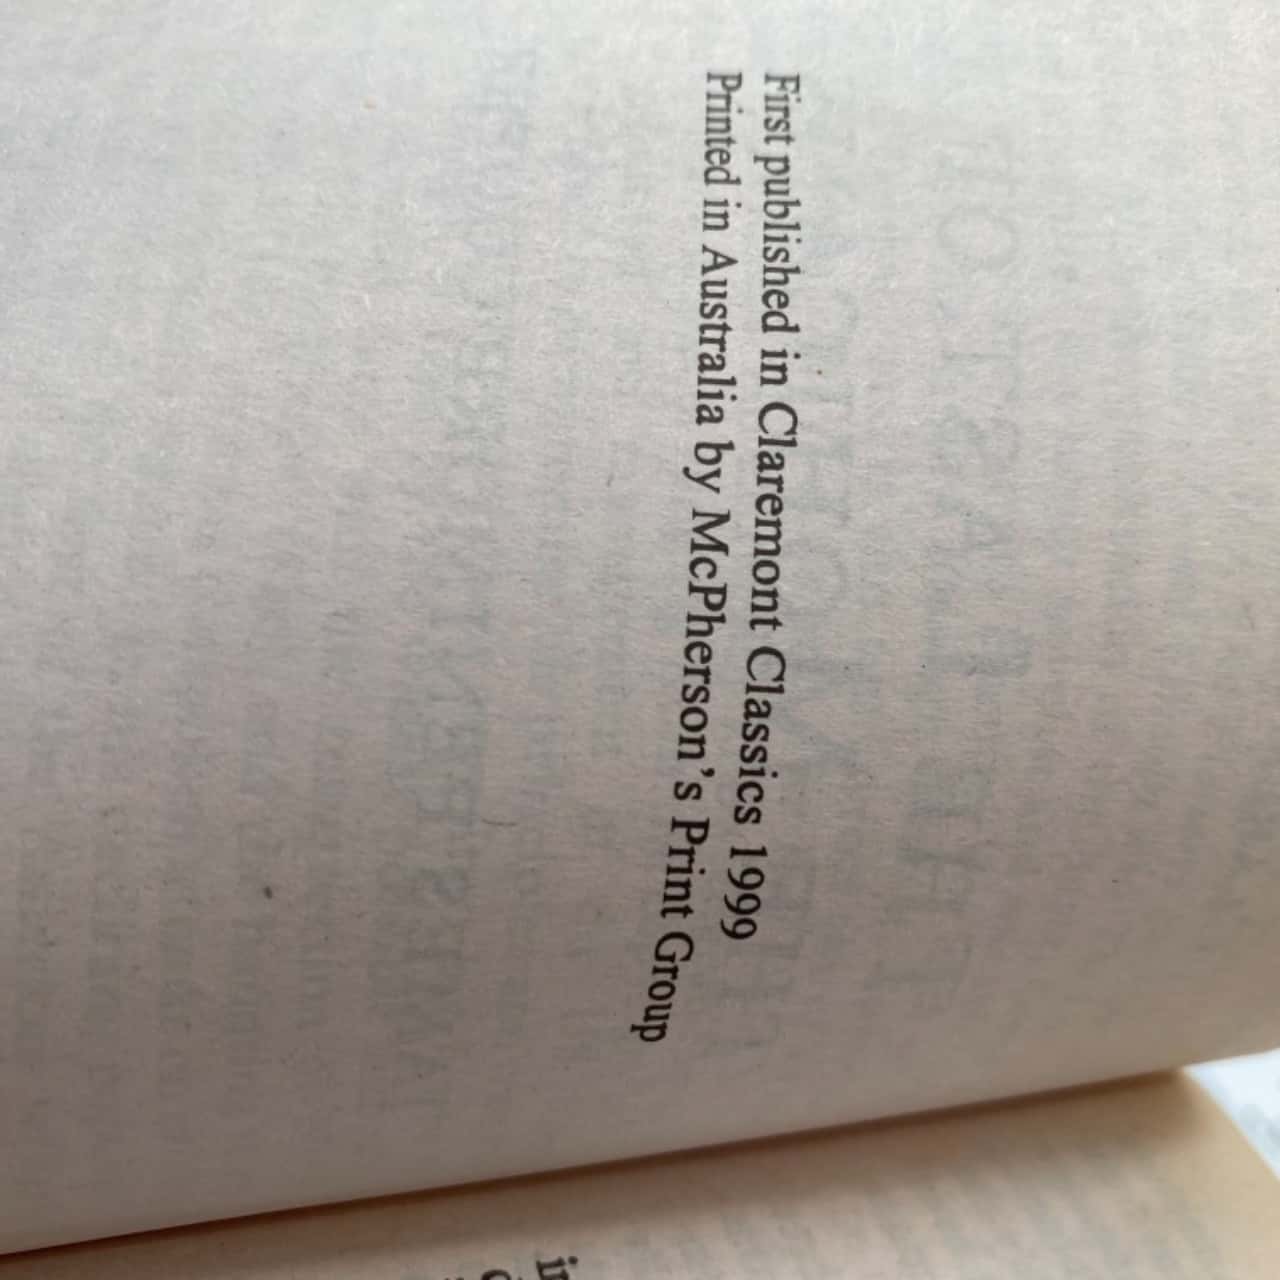 First published in Claremont Classics 1999
Printed in Australia by McPherson's Print Group